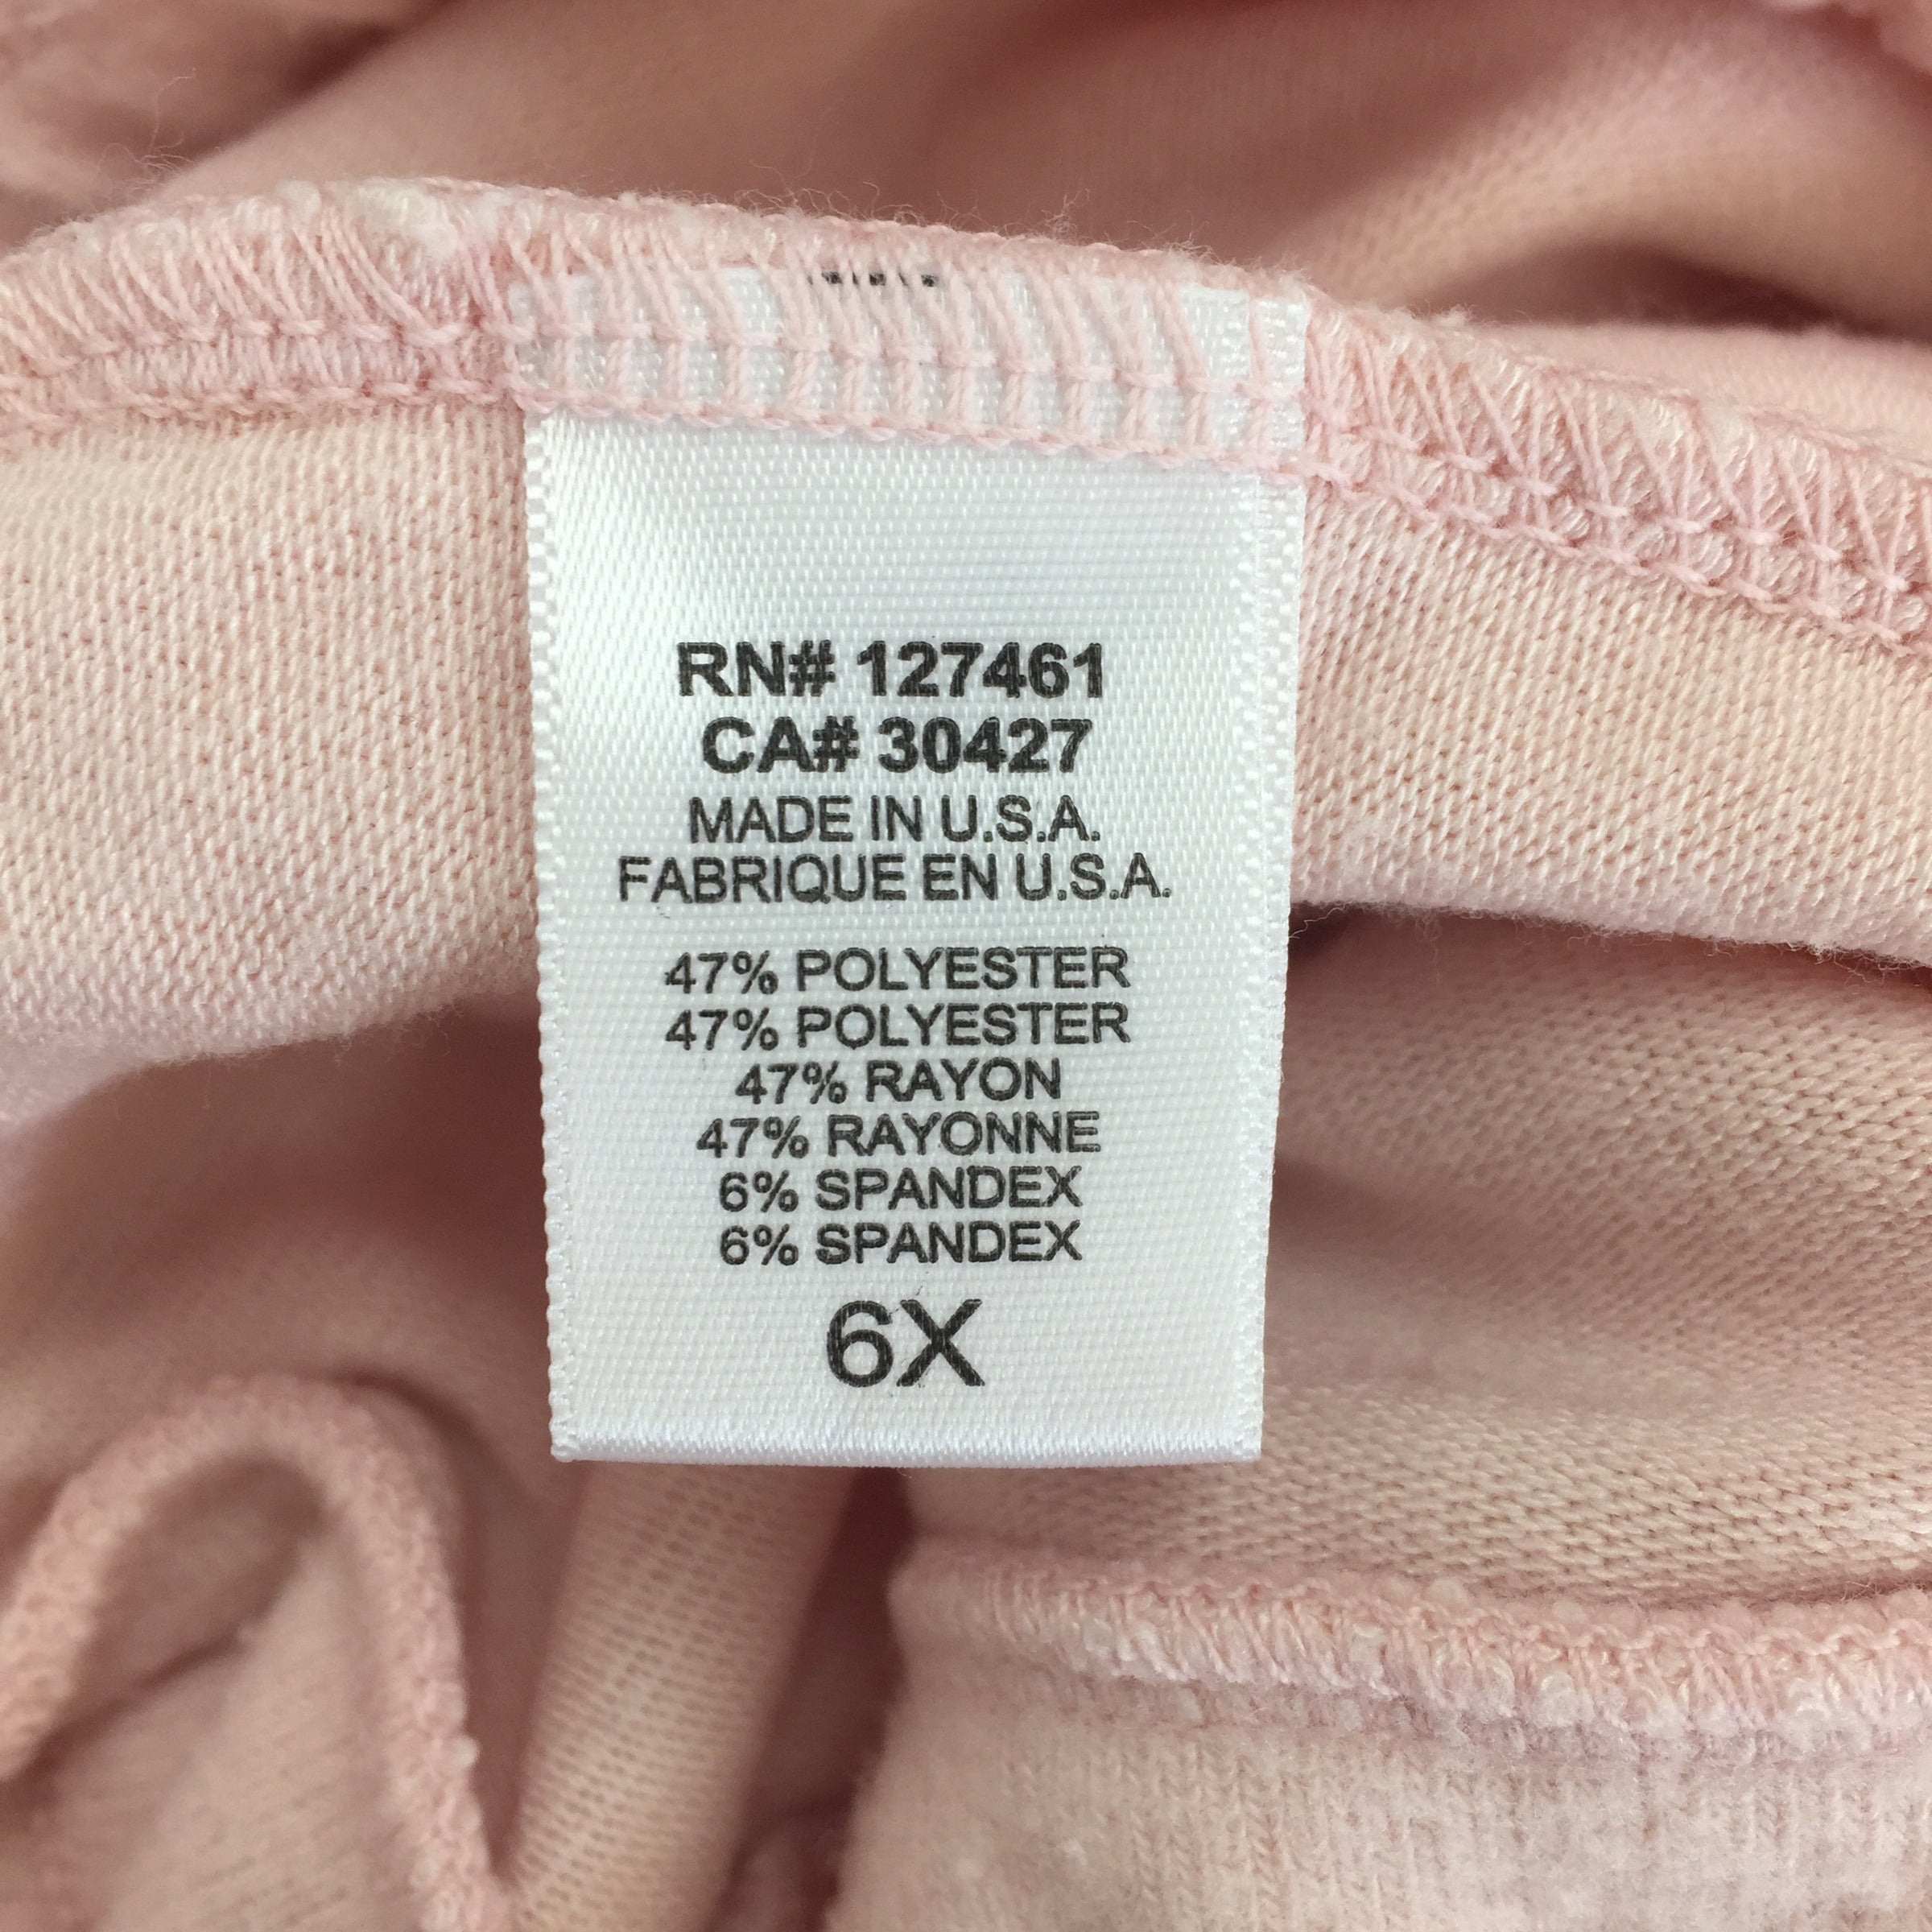 RN# 127461
CA# 30427
MADE IN U.S.A.
FABRIQUE EN U.S.A.
47% POLYESTER
47% POLYESTER
47% RAYON
47% RAYONNE
6% SPANDEX
6% SPANDEX
6X